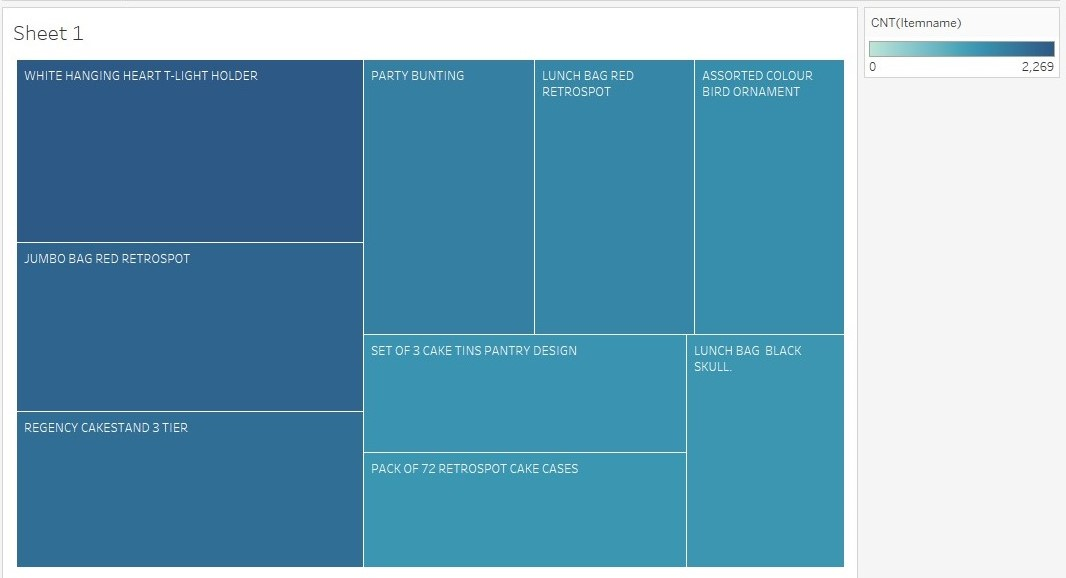 Sheet 1
CNT(Itemname)
0 2,269
WHITE HANGING HEART T-LIGHT HOLDER
PARTY BUNTING
LUNCH BAG RED
RETROSPOT
ASSORTED COLOUR
BIRD ORNAMENT
JUMBO BAG RED RETROSPOT
SET OF 3 CAKE TINS PANTRY DESIGN
LUNCH BAG  BLACK
SKULL.
REGENCY CAKESTAND 3 TIER
PACK OF 72 RETROSPOT CAKE CASES